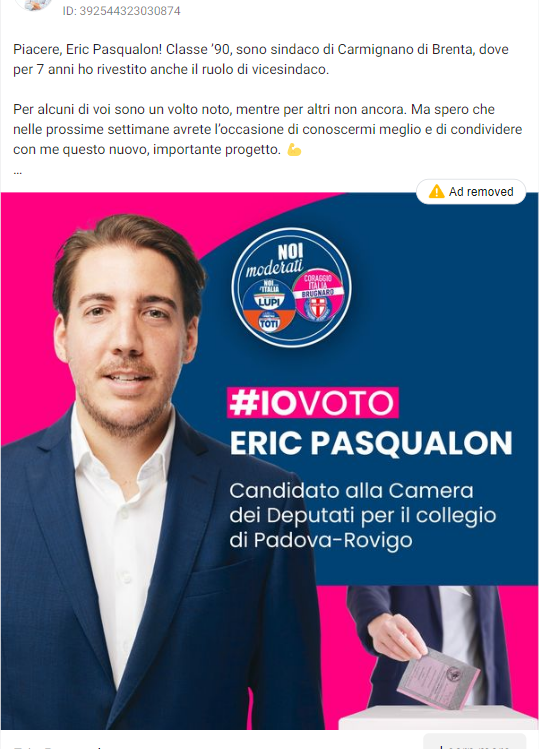 ID: 392544323030874
Piacere, Eric Pasqualon! Classe '90, sono sindaco di Carmignano di Brenta, dove
per 7 anni ho rivestito anche il ruolo di vicesindaco.
Per alcuni di voi sono un volto noto, mentre per altri non ancora. Ma spero che
nelle prossime settimane avrete l'occasione di conoscermi meglio e di condividere
con me questo nuovo, importante progetto. 💪
...
Ad removed
NOI
moderati
NOI
L'ITALIA
LUPI
TOTI
CORAGGIO
ITALIA
BRUGNARO
#IOVOTO
ERIC PASQUALON
Candidato alla Camera
dei Deputati per il collegio
di Padova-Rovigo